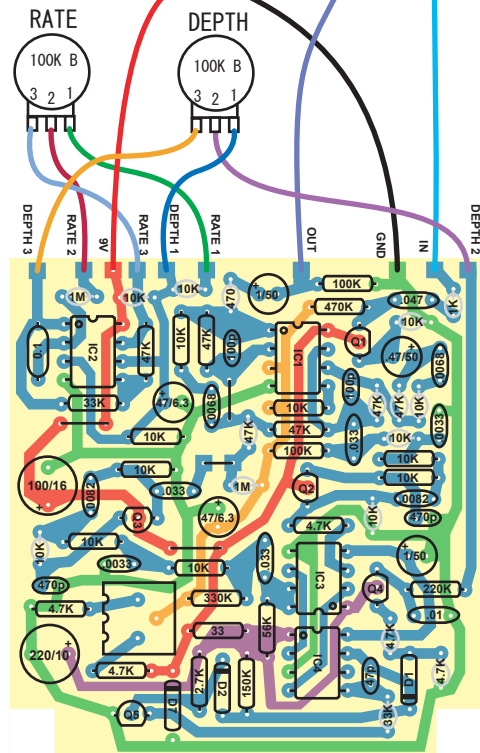 RATE
DEPTH
100K B
3 2 1
100K B
3 2 1
DEPTH 3
RATE 2
9V
RATE 3
DEPTH 1
RATE 1
OUT
GND
IN
DEPTH 2
1M
10K
10K
470
1/50
100K
470K
.047
1K
10K
0.1
IC2
47K
10K
47K
100p
IC1
Q1
.47/50
.0068
100p
33K
47/6.3
.0068
10K
47K
47K
10K
10K
47K
47K
100K
.033
10K
.0033
10K
10K
10K
100/16
.0082
.033
1M
Q2
.0082
470p
Q3
47/6.3
4.7K
10K
10K
10K
.0033
10K
.033
IC3
1/50
470p
4.7K
330K
Q4
220K
.01
33
56K
IC4
4.7K
220/10
4.7K
2.7K
D2
150K
47p
D1
4.7K
Q5
D7
33K